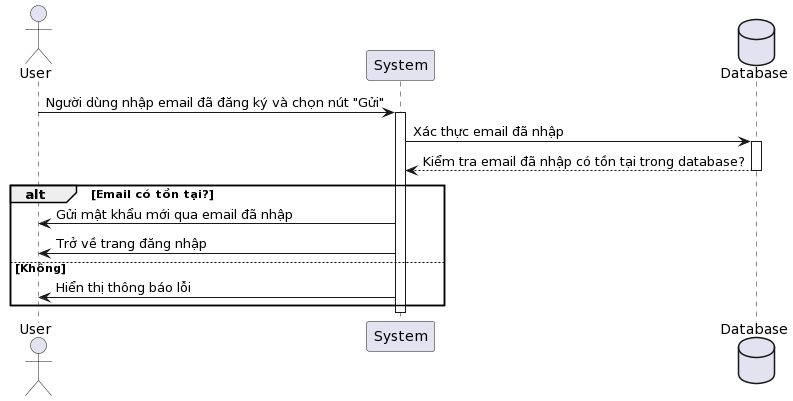 User
System
Database
Người dùng nhập email đã đăng ký và chọn nút "Gửi"
Xác thực email đã nhập
Kiểm tra email đã nhập có tồn tại trong database?
alt [Email có tồn tại?]
Gửi mật khẩu mới qua email đã nhập
Trở về trang đăng nhập
[Không]
Hiển thị thông báo lỗi
User
System
Database